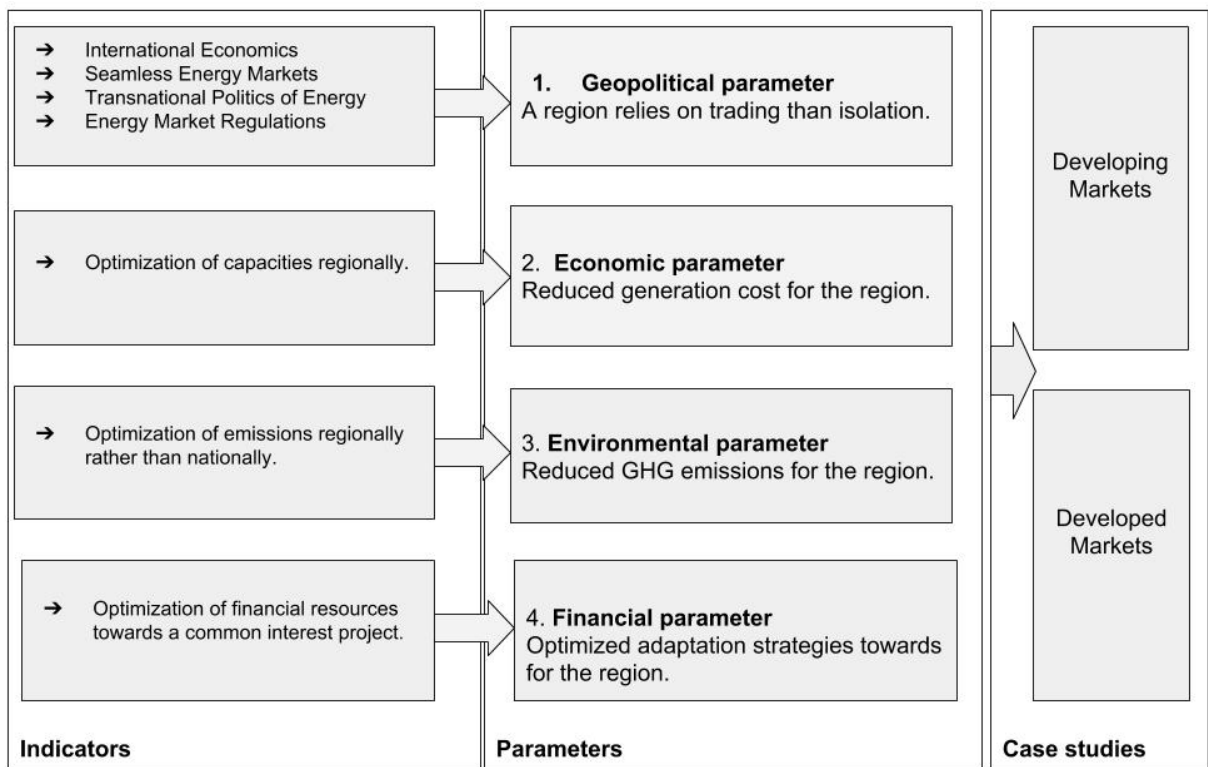 ➔ International Economics
➔ Seamless Energy Markets
➔ Transnational Politics of Energy
➔ Energy Market Regulations
1. Geopolitical parameter
A region relies on trading than isolation.
➔ Optimization of capacities regionally.
2. Economic parameter
Reduced generation cost for the region.
➔ Optimization of emissions regionally
rather than nationally.
3. Environmental parameter
Reduced GHG emissions for the region.
➔ Optimization of financial resources
towards a common interest project.
4. Financial parameter
Optimized adaptation strategies towards
for the region.
Developing
Markets
Developed
Markets
Indicators
Parameters
Case studies